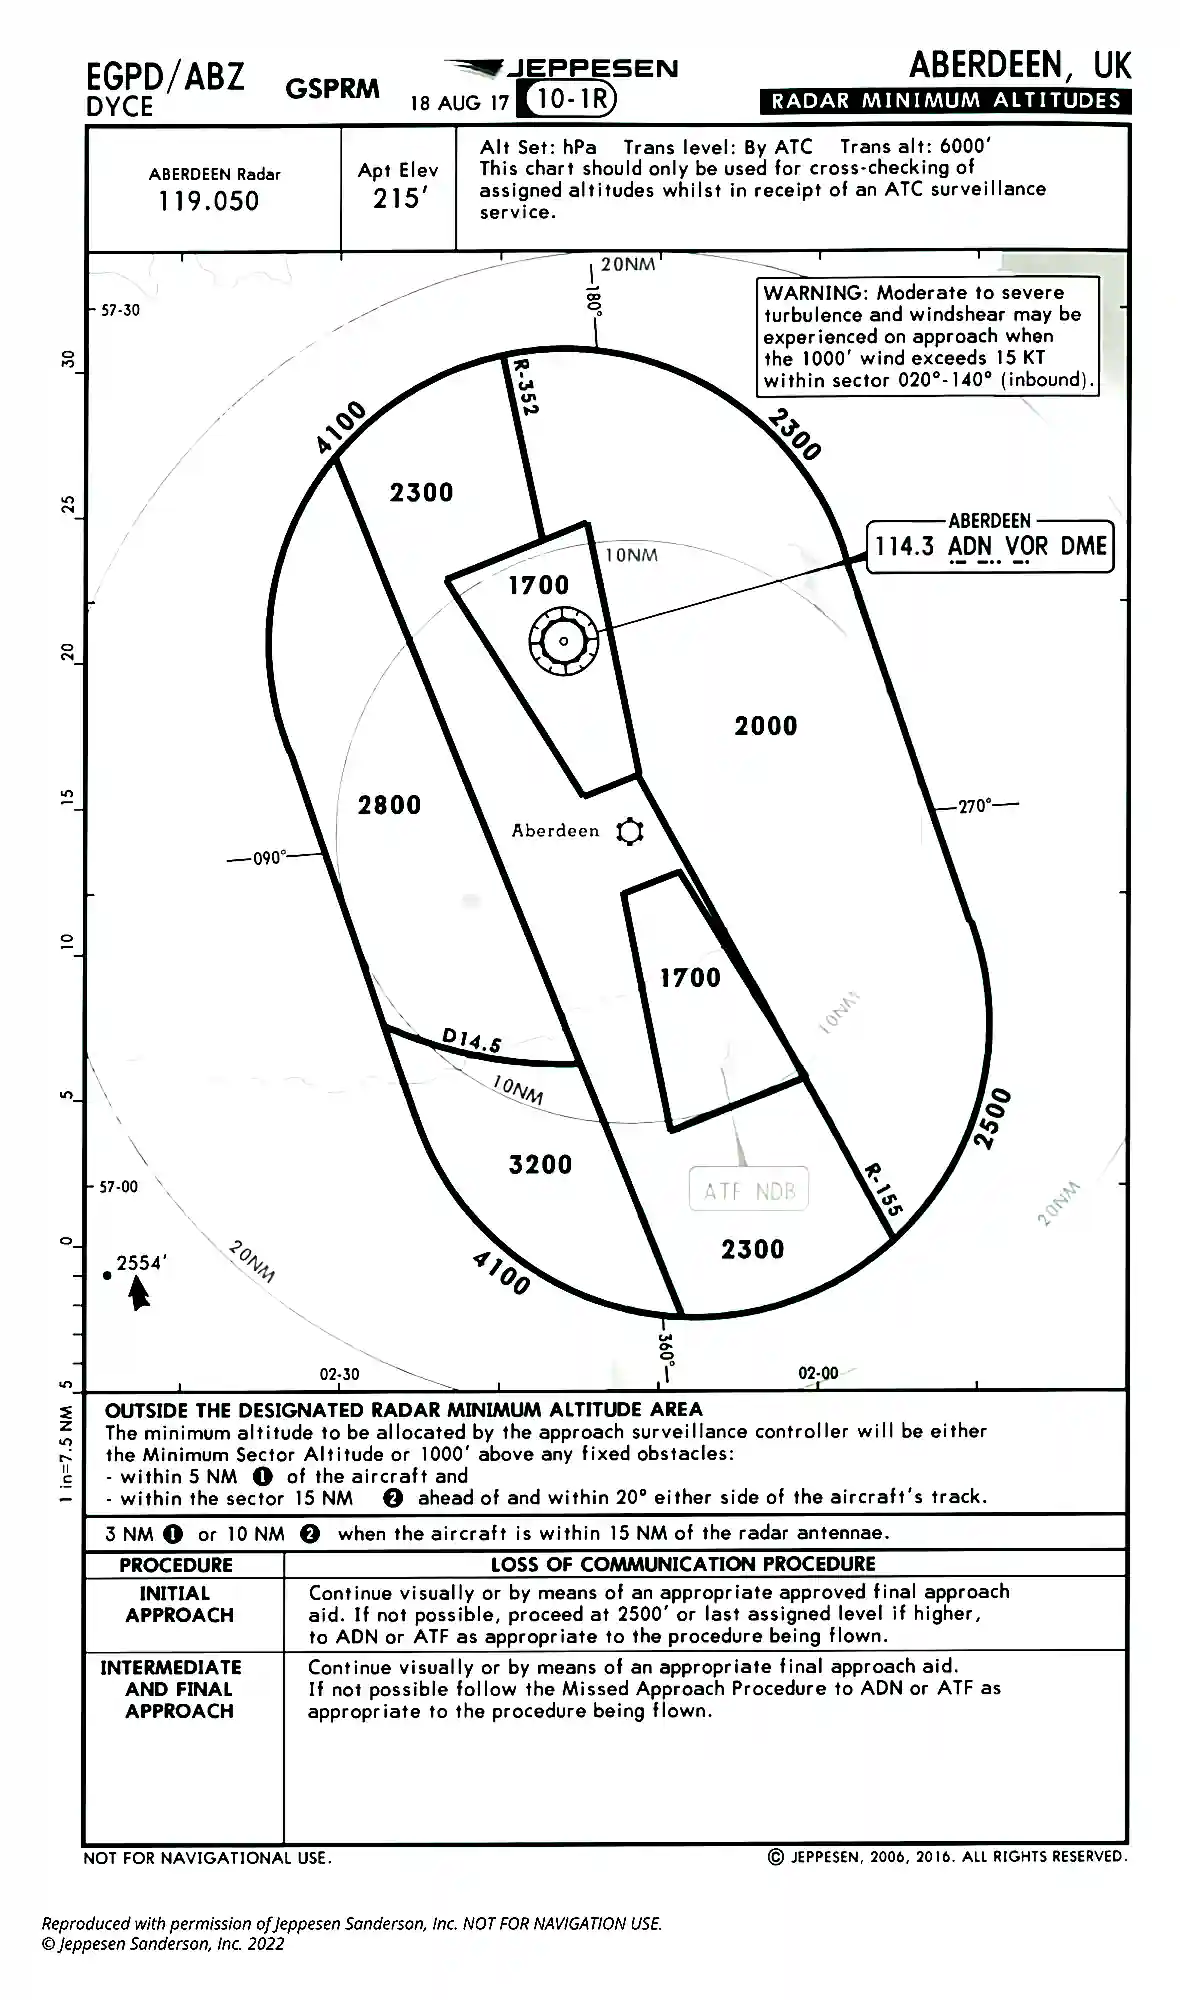 EGPD/ABZ
DYCE
GSPRM
JEPPESEN
18 AUG 17
10-1R
ABERDEEN, UK
RADAR MINIMUM ALTITUDES
ABERDEEN Radar
119.050
Apt Elev
215'
Alt Set: hPa Trans level: By ATC Trans alt: 6000'
This chart should only be used for cross-checking of
assigned altitudes whilst in receipt of an ATC surveillance
service.
20NM
180°
57-30
WARNING: Moderate to severe
turbulence and windshear may be
experienced on approach when
the 1000' wind exceeds 15 KT
within sector 020°-140° (inbound).
30
R-352
4100
2300
2300
25
ABERDEEN
114.3 ADN VOR DME
10NM
1700
20
2000
15
2800
270°
Aberdeen
090°
10
1700
10NM
D14.5
10NM
5
2500
3200
ATF NDB
R-155
57-00
20NM
0
2300
2554'
20NM
4100
360°
02-30
02-00
5
1 in=7.5 NM
OUTSIDE THE DESIGNATED RADAR MINIMUM ALTITUDE AREA
The minimum altitude to be allocated by the approach surveillance controller will be either
the Minimum Sector Altitude or 1000' above any fixed obstacles:
- within 5 NM ❶ of the aircraft and
- within the sector 15 NM ❷ ahead of and within 20° either side of the aircraft's track.
3 NM ❶ or 10 NM ❷ when the aircraft is within 15 NM of the radar antennae.
PROCEDURE
LOSS OF COMMUNICATION PROCEDURE
INITIAL
APPROACH
Continue visually or by means of an appropriate approved final approach
aid. If not possible, proceed at 2500' or last assigned level if higher,
to ADN or ATF as appropriate to the procedure being flown.
INTERMEDIATE
AND FINAL
APPROACH
Continue visually or by means of an appropriate final approach aid.
If not possible follow the Missed Approach Procedure to ADN or ATF as
appropriate to the procedure being flown.
NOT FOR NAVIGATIONAL USE.
© JEPPESEN, 2006, 2016. ALL RIGHTS RESERVED.
Reproduced with permission of Jeppesen Sanderson, Inc. NOT FOR NAVIGATION USE.
© Jeppesen Sanderson, Inc. 2022